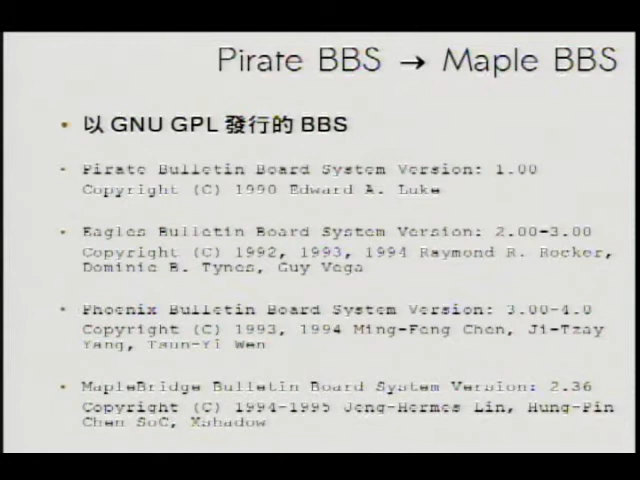 Pirate BBS → Maple BBS
• 以 GNU GPL 發行的 BBS
• Pirate Bulletin Board System Version: 1.00
Copyright (C) 1990 Edward A. Luke
• Eagles Bulletin Board System Version: 2.00-3.00
Copyright (C) 1992, 1993, 1994 Raymond R. Rocker,
Dominic B. Tynes, Guy Vega
• Phoenix Bulletin Board System Version: 3.00-4.0
Copyright (C) 1993, 1994 Ming-Feng Chen, Ji-Tzay
Yang, Tsun-Yi Wen
• MapleBridge Bulletin Board System Version: 2.36
Copyright (C) 1994-1995 Jeng-Hermes Lin, Hung-Pin
Chen SoC, Xshadow